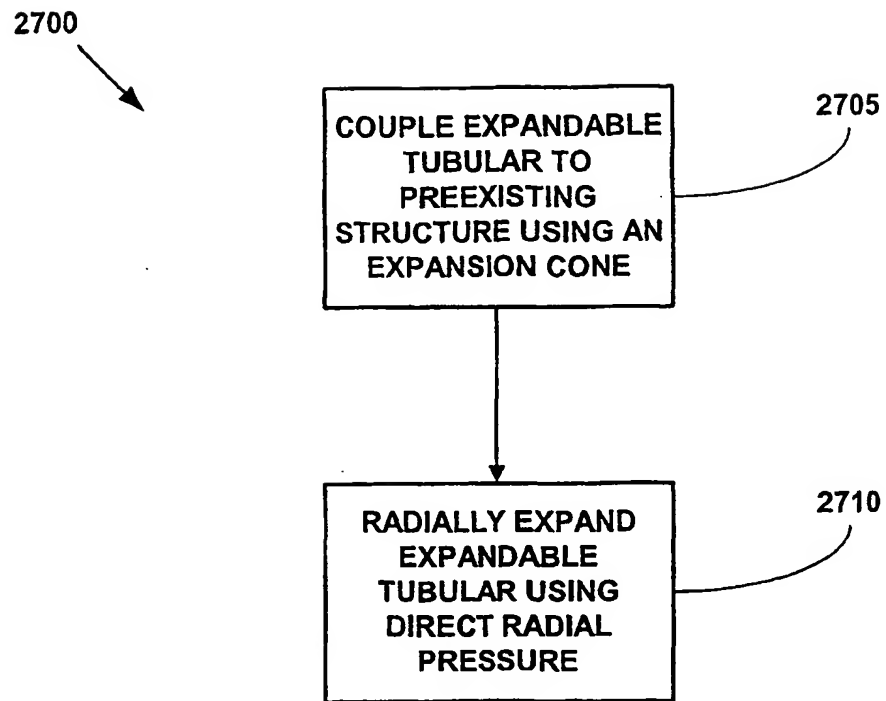 2700
2705
COUPLE EXPANDABLE
TUBULAR TO
PREEXISTING
STRUCTURE USING AN
EXPANSION CONE
2710
RADIALLY EXPAND
EXPANDABLE
TUBULAR USING
DIRECT RADIAL
PRESSURE